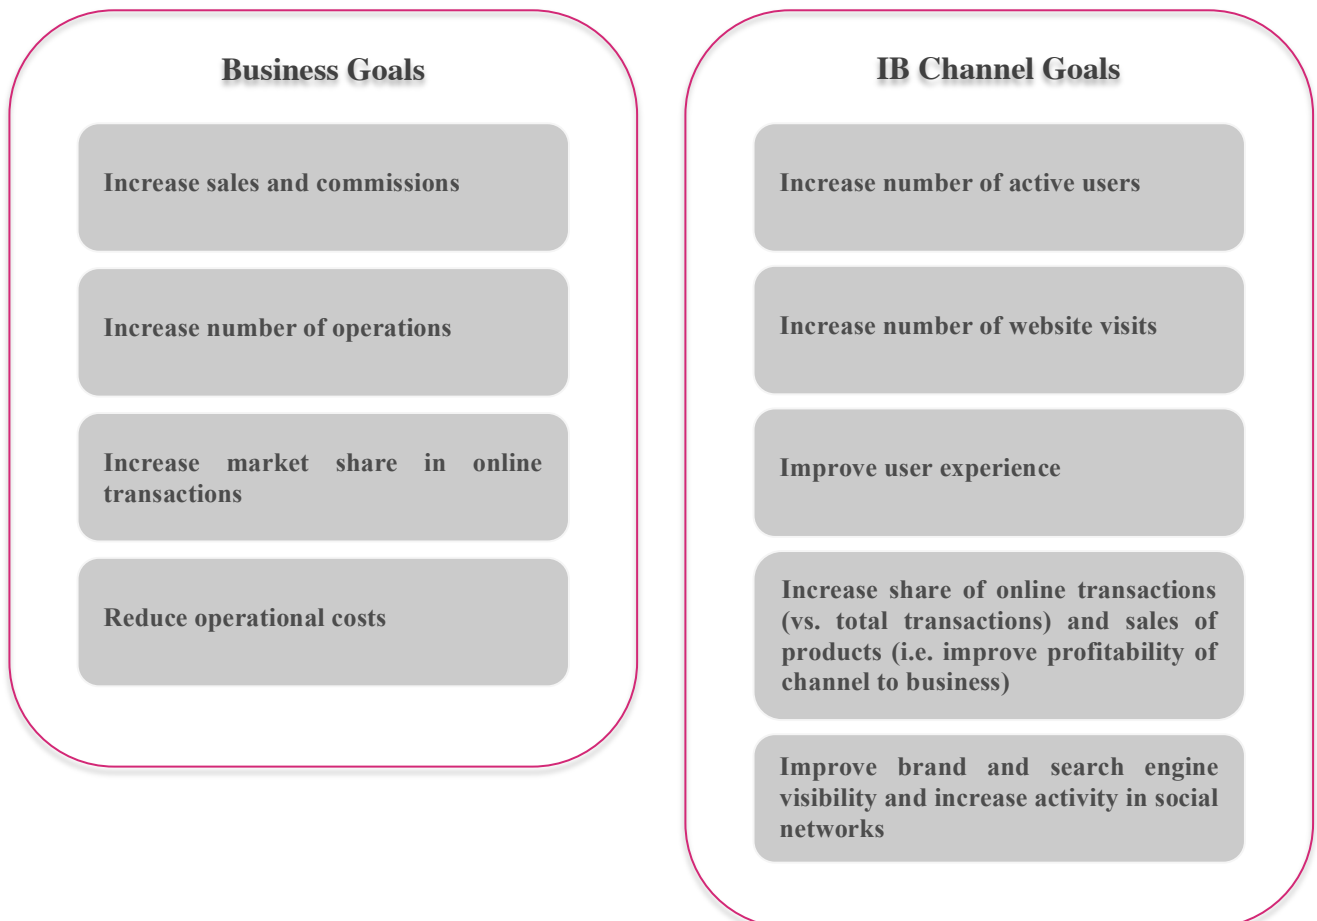 Business Goals
Increase sales and commissions
Increase number of operations
Increase market share in online
transactions
Reduce operational costs
IB Channel Goals
Increase number of active users
Increase number of website visits
Improve user experience
Increase share of online transactions
(vs. total transactions) and sales of
products (i.e. improve profitability of
channel to business)
Improve brand and search engine
visibility and increase activity in social
networks